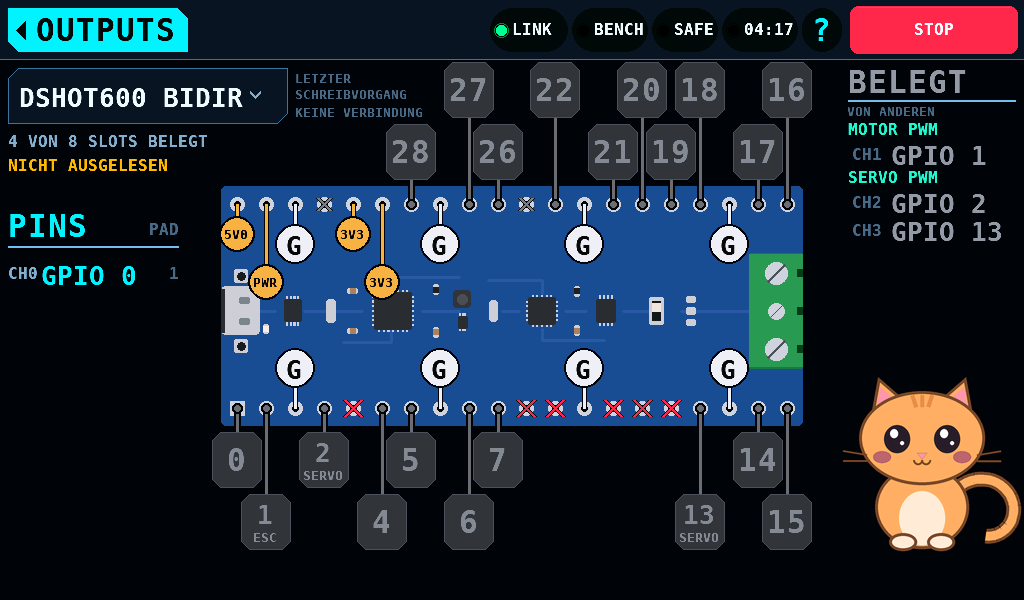 OUTPUTS
LINK
BENCH
SAFE
04:17
?
STOP
DSHOT600 BIDIR
LETZTER
SCHREIBVORGANG
KEINE VERBINDUNG
4 VON 8 SLOTS BELEGT
NICHT AUSGELESEN
PINS PAD
CH0 GPIO 0 1
27 22 20 18 16
28 26 21 19 17
5V0 G 3V3 G G G
PWR 3V3
G G G G
0 2 5 7 14
SERVO
1 4 6 13 15
ESC SERVO
BELEGT
VON ANDEREN
MOTOR PWM
CH1 GPIO 1
SERVO PWM
CH2 GPIO 2
CH3 GPIO 13